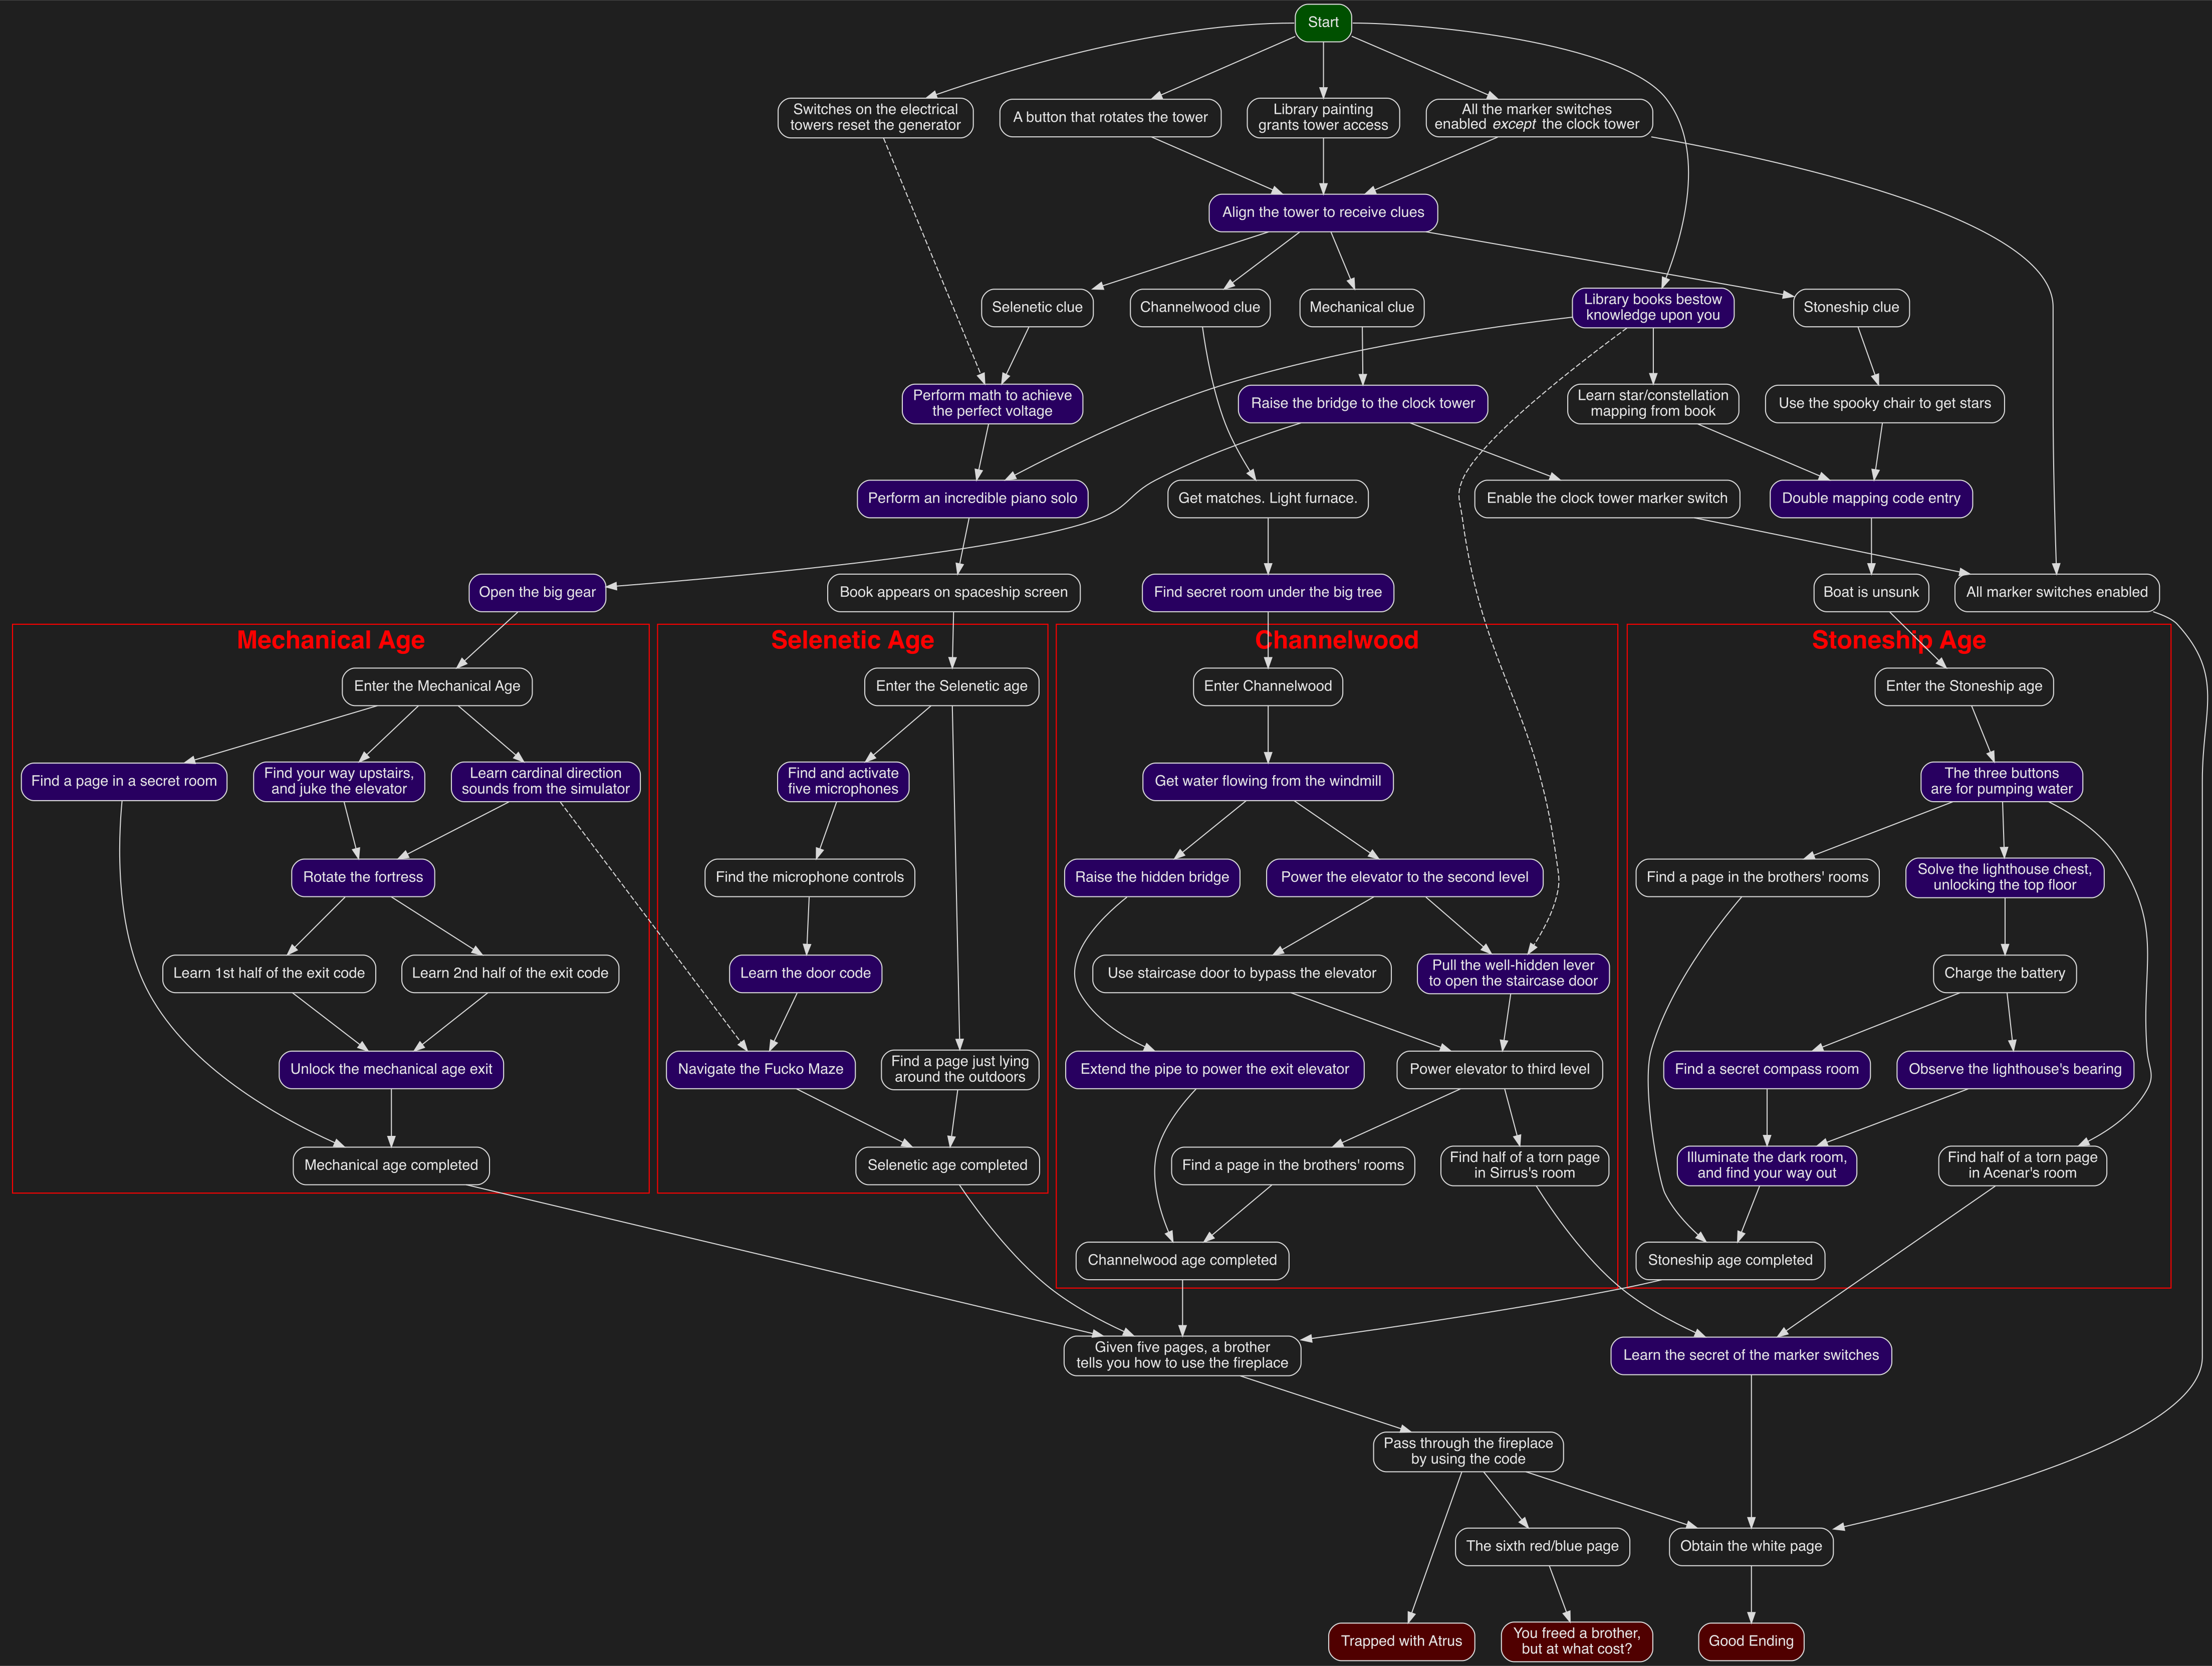 Start
Switches on the electrical
towers reset the generator
A button that rotates the tower
Library painting
grants tower access
All the marker switches
enabled except the clock tower
Align the tower to receive clues
Selenetic clue
Channelwood clue
Mechanical clue
Library books bestow
knowledge upon you
Stoneship clue
Perform math to achieve
the perfect voltage
Raise the bridge to the clock tower
Learn star/constellation
mapping from book
Use the spooky chair to get stars
Perform an incredible piano solo
Get matches. Light furnace.
Enable the clock tower marker switch
Double mapping code entry
Open the big gear
Book appears on spaceship screen
Find secret room under the big tree
Boat is unsunk
All marker switches enabled
Mechanical Age
Selenetic Age
Channelwood
Stoneship Age
Enter the Mechanical Age
Enter the Selenetic age
Enter Channelwood
Enter the Stoneship age
Find a page in a secret room
Find your way upstairs,
and juke the elevator
Learn cardinal direction
sounds from the simulator
Find and activate
five microphones
Get water flowing from the windmill
The three buttons
are for pumping water
Rotate the fortress
Find the microphone controls
Raise the hidden bridge
Power the elevator to the second level
Find a page in the brothers' rooms
Solve the lighthouse chest,
unlocking the top floor
Learn 1st half of the exit code
Learn 2nd half of the exit code
Learn the door code
Use staircase door to bypass the elevator
Pull the well-hidden lever
to open the staircase door
Charge the battery
Unlock the mechanical age exit
Navigate the Fucko Maze
Find a page just lying
around the outdoors
Extend the pipe to power the exit elevator
Power elevator to third level
Find a secret compass room
Observe the lighthouse's bearing
Mechanical age completed
Selenetic age completed
Find a page in the brothers' rooms
Find half of a torn page
in Sirrus's room
Illuminate the dark room,
and find your way out
Find half of a torn page
in Acenar's room
Channelwood age completed
Stoneship age completed
Given five pages, a brother
tells you how to use the fireplace
Learn the secret of the marker switches
Pass through the fireplace
by using the code
The sixth red/blue page
Obtain the white page
Trapped with Atrus
You freed a brother,
but at what cost?
Good Ending